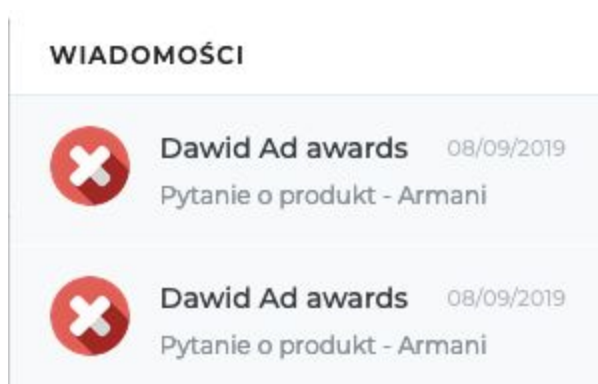 WIADOMOŚCI
Dawid Ad awards 08/09/2019
Pytanie o produkt - Armani
Dawid Ad awards 08/09/2019
Pytanie o produkt - Armani